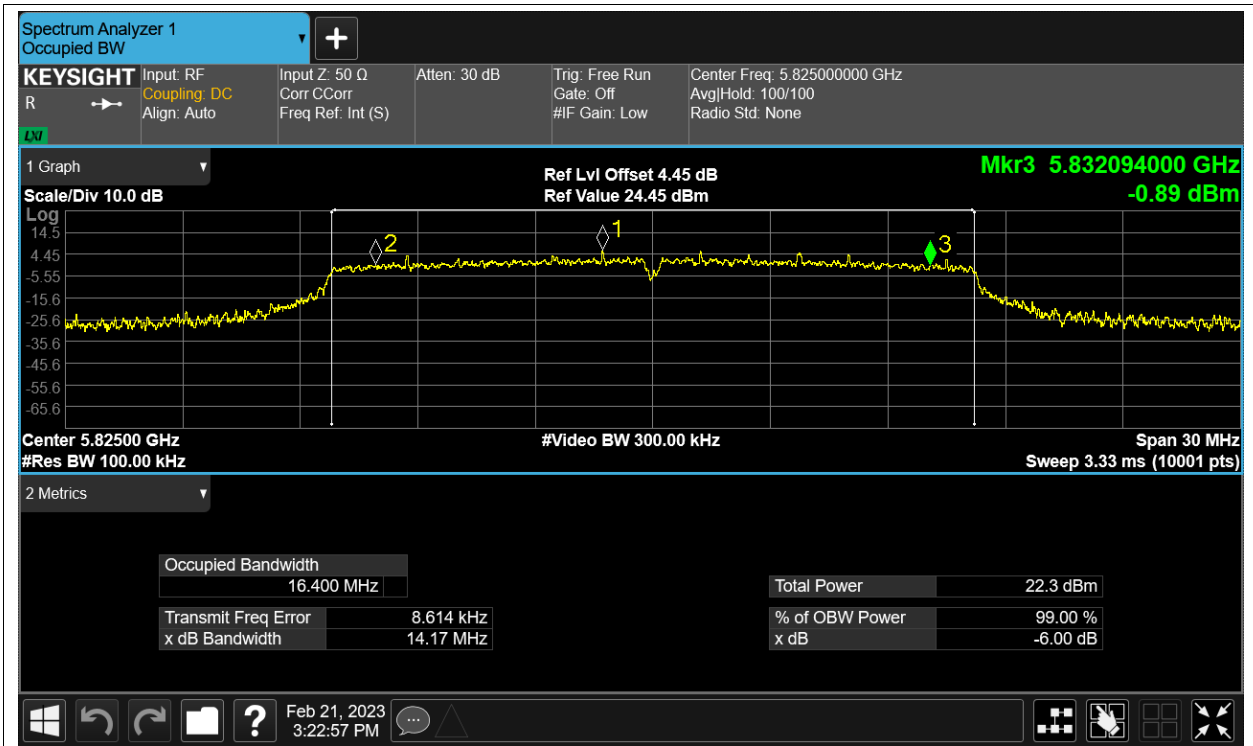 Spectrum Analyzer 1
Occupied BW
KEYSIGHT
R
LXI
Input: RF
Coupling: DC
Align: Auto
Input Z: 50 Ω
Corr CCorr
Freq Ref: Int (S)
Atten: 30 dB
Trig: Free Run
Gate: Off
#IF Gain: Low
Center Freq: 5.825000000 GHz
Avg|Hold: 100/100
Radio Std: None
1 Graph
Scale/Div 10.0 dB
Ref Lvl Offset 4.45 dB
Ref Value 24.45 dBm
Mkr3 5.832094000 GHz
-0.89 dBm
Log
14.5
4.45
-5.55
-15.6
-25.6
-35.6
-45.6
-55.6
-65.6
2
1
3
Center 5.82500 GHz
#Video BW 300.00 kHz
Span 30 MHz
#Res BW 100.00 kHz
Sweep 3.33 ms (10001 pts)
2 Metrics
Occupied Bandwidth
16.400 MHz
Total Power 22.3 dBm
Transmit Freq Error 8.614 kHz
% of OBW Power 99.00 %
x dB Bandwidth 14.17 MHz
x dB -6.00 dB
?
Feb 21, 2023
3:22:57 PM